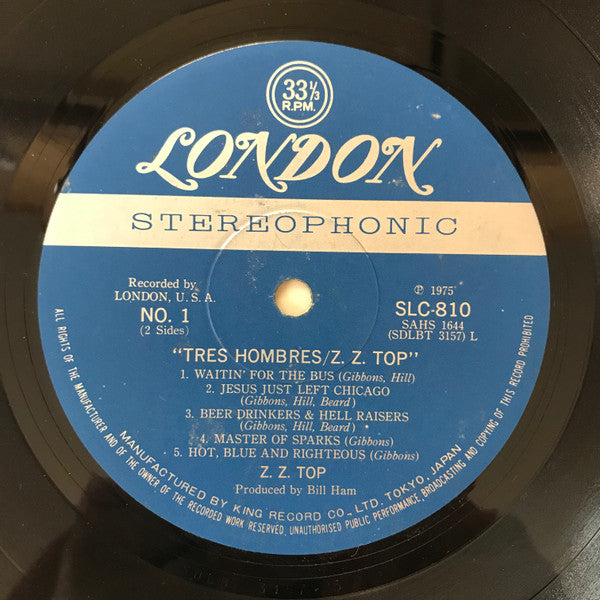 33 1/3
R.P.M.
LONDON
STEREOPHONIC
Recorded by
LONDON, U.S.A.
NO. 1
(2 Sides)
Ⓟ 1975
SLC-810
SAHS 1644
(SDLBT 3157) L
"TRES HOMBRES/Z. Z. TOP"
1. WAITIN' FOR THE BUS (Gibbons, Hill)
2. JESUS JUST LEFT CHICAGO
(Gibbons, Hill, Beard)
3. BEER DRINKERS & HELL RAISERS
(Gibbons, Hill, Beard)
4. MASTER OF SPARKS (Gibbons)
5. HOT, BLUE AND RIGHTEOUS (Gibbons)
Z. Z. TOP
Produced by Bill Ham
MANUFACTURED BY KING RECORD CO., LTD. TOKYO, JAPAN
ALL RIGHTS OF THE MANUFACTURER AND OF THE OWNER OF THE RECORDED WORK RESERVED. UNAUTHORISED PUBLIC PERFORMANCE, BROADCASTING AND COPYING OF THIS RECORD PROHIBITED